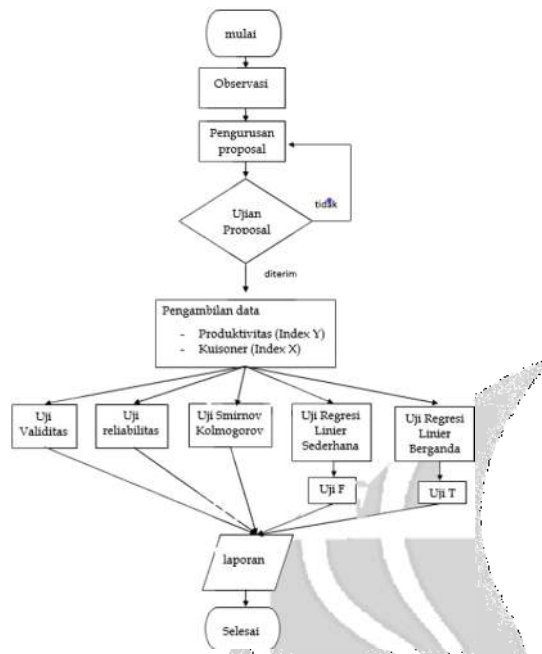 mulai
Observasi
Pengurusan
proposal
Ujian
Proposal
tidak
diterim
Pengambilan data
- Produktivitas (Index Y)
- Kuisoner (Index X)
Uji
Validitas
Uji
reliabilitas
Uji Smirnov
Kolmogorov
Uji Regresi
Linier
Sederhana
Uji Regresi
Linier
Berganda
Uji F
Uji T
laporan
Selesai